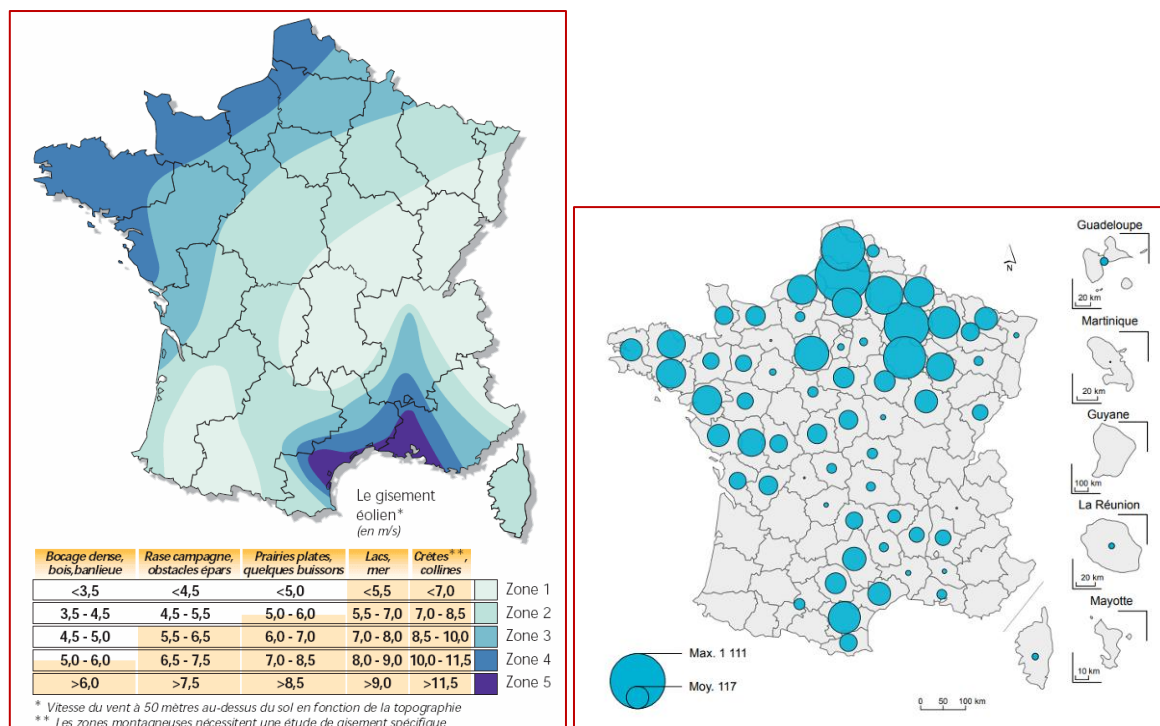 Le gisement
éolien*
(en m/s)
Bocage dense, Rase campagne, Prairies plates, Lacs, Crêtes**,
bois,banlieue obstacles épars quelques buissons mer collines
<3,5 <4,5 <5,0 <5,5 <7,0 Zone 1
3,5 - 4,5 4,5 - 5,5 5,0 - 6,0 5,5 - 7,0 7,0 - 8,5 Zone 2
4,5 - 5,0 5,5 - 6,5 6,0 - 7,0 7,0 - 8,0 8,5 - 10,0 Zone 3
5,0 - 6,0 6,5 - 7,5 7,0 - 8,5 8,0 - 9,0 10,0 - 11,5 Zone 4
>6,0 >7,5 >8,5 >9,0 >11,5 Zone 5
* Vitesse du vent à 50 mètres au-dessus du sol en fonction de la topographie
** Les zones montagneuses nécessitent une étude de gisement spécifique
N
Max. 1 111
Moy. 117
0 50 100 km
Guadeloupe
20 km
Martinique
20 km
Guyane
100 km
La Réunion
20 km
Mayotte
10 km